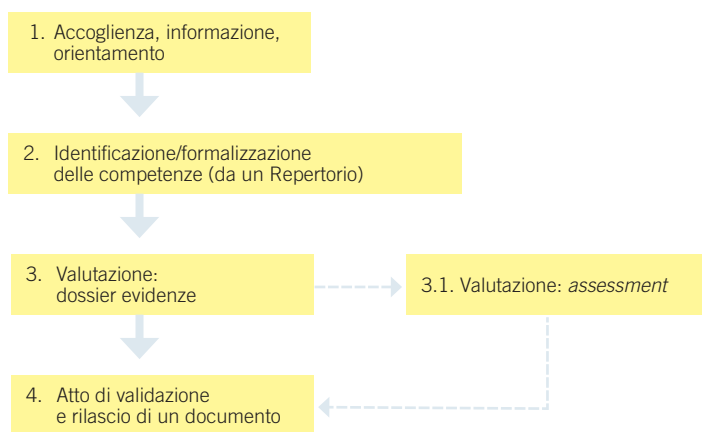 1. Accoglienza, informazione,
orientamento
2. Identificazione/formalizzazione
delle competenze (da un Repertorio)
3. Valutazione:
dossier evidenze
3.1. Valutazione: assessment
4. Atto di validazione
e rilascio di un documento